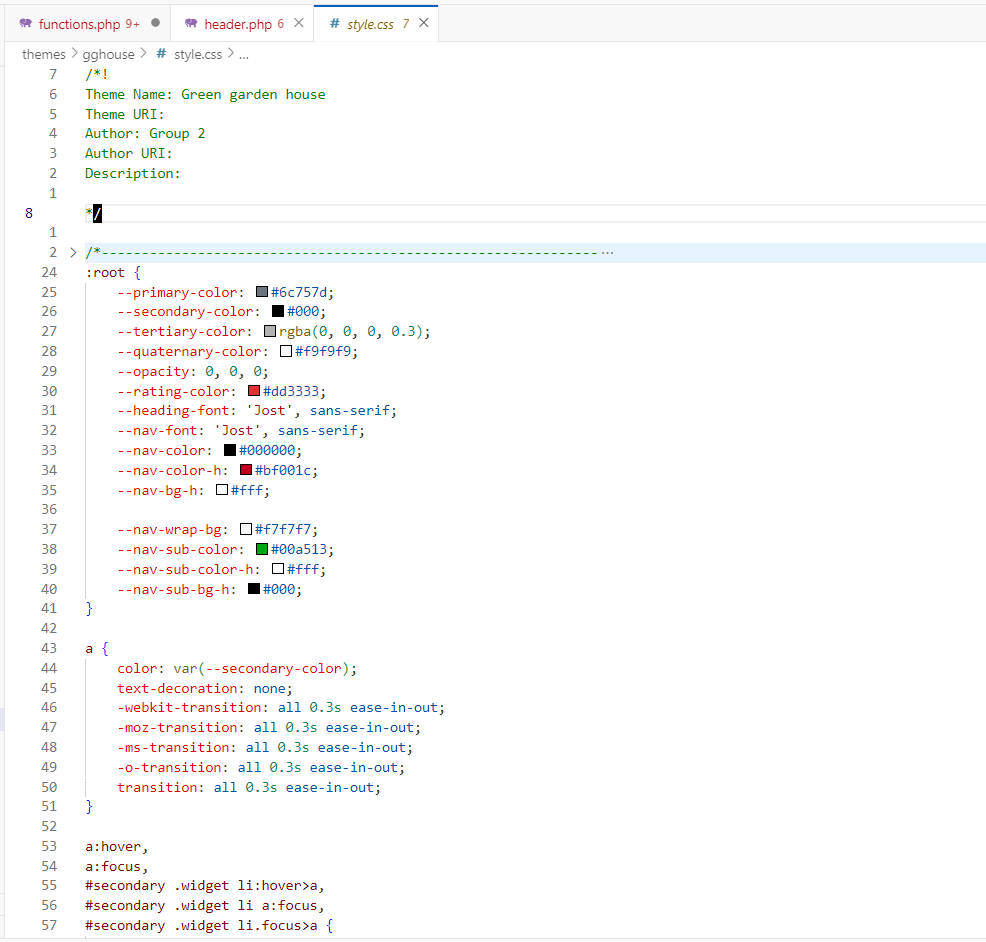 functions.php 9+
header.php 6
# style.css 7
themes > gghouse > # style.css > ...
7 /*!
6 Theme Name: Green garden house
5 Theme URI:
4 Author: Group 2
3 Author URI:
2 Description:
1
8 */
1
2 > /*-------------------------------------------------------------- ...
24 :root {
25 --primary-color: #6c757d;
26 --secondary-color: #000;
27 --tertiary-color: rgba(0, 0, 0, 0.3);
28 --quaternary-color: #f9f9f9;
29 --opacity: 0, 0, 0;
30 --rating-color: #dd3333;
31 --heading-font: 'Jost', sans-serif;
32 --nav-font: 'Jost', sans-serif;
33 --nav-color: #000000;
34 --nav-color-h: #bf001c;
35 --nav-bg-h: #fff;
36
37 --nav-wrap-bg: #f7f7f7;
38 --nav-sub-color: #00a513;
39 --nav-sub-color-h: #fff;
40 --nav-sub-bg-h: #000;
41 }
42
43 a {
44 color: var(--secondary-color);
45 text-decoration: none;
46 -webkit-transition: all 0.3s ease-in-out;
47 -moz-transition: all 0.3s ease-in-out;
48 -ms-transition: all 0.3s ease-in-out;
49 -o-transition: all 0.3s ease-in-out;
50 transition: all 0.3s ease-in-out;
51 }
52
53 a:hover,
54 a:focus,
55 #secondary .widget li:hover>a,
56 #secondary .widget li a:focus,
57 #secondary .widget li.focus>a {